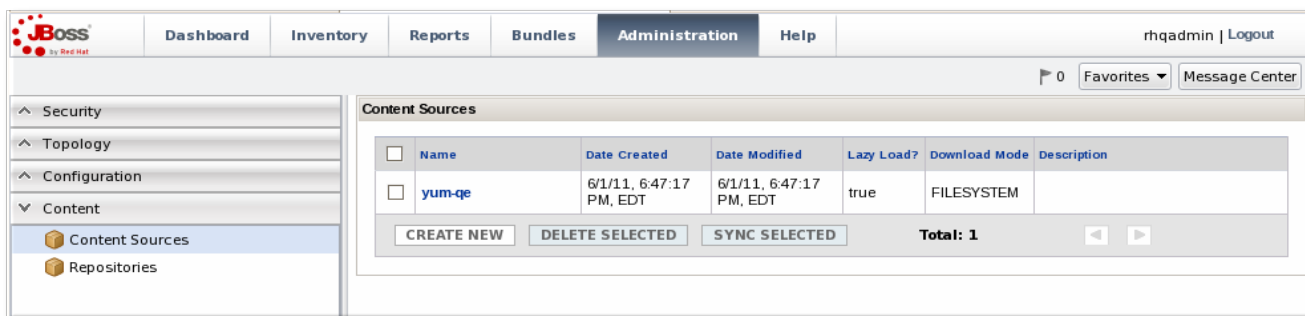 JBoss
by Red Hat
Dashboard Inventory Reports Bundles Administration Help rhqadmin | Logout
0 Favorites Message Center
Security
Topology
Configuration
Content
Content Sources
Repositories
Content Sources
Name Date Created Date Modified Lazy Load? Download Mode Description
yum-qe 6/1/11, 6:47:17 PM, EDT 6/1/11, 6:47:17 PM, EDT true FILESYSTEM
CREATE NEW DELETE SELECTED SYNC SELECTED Total: 1